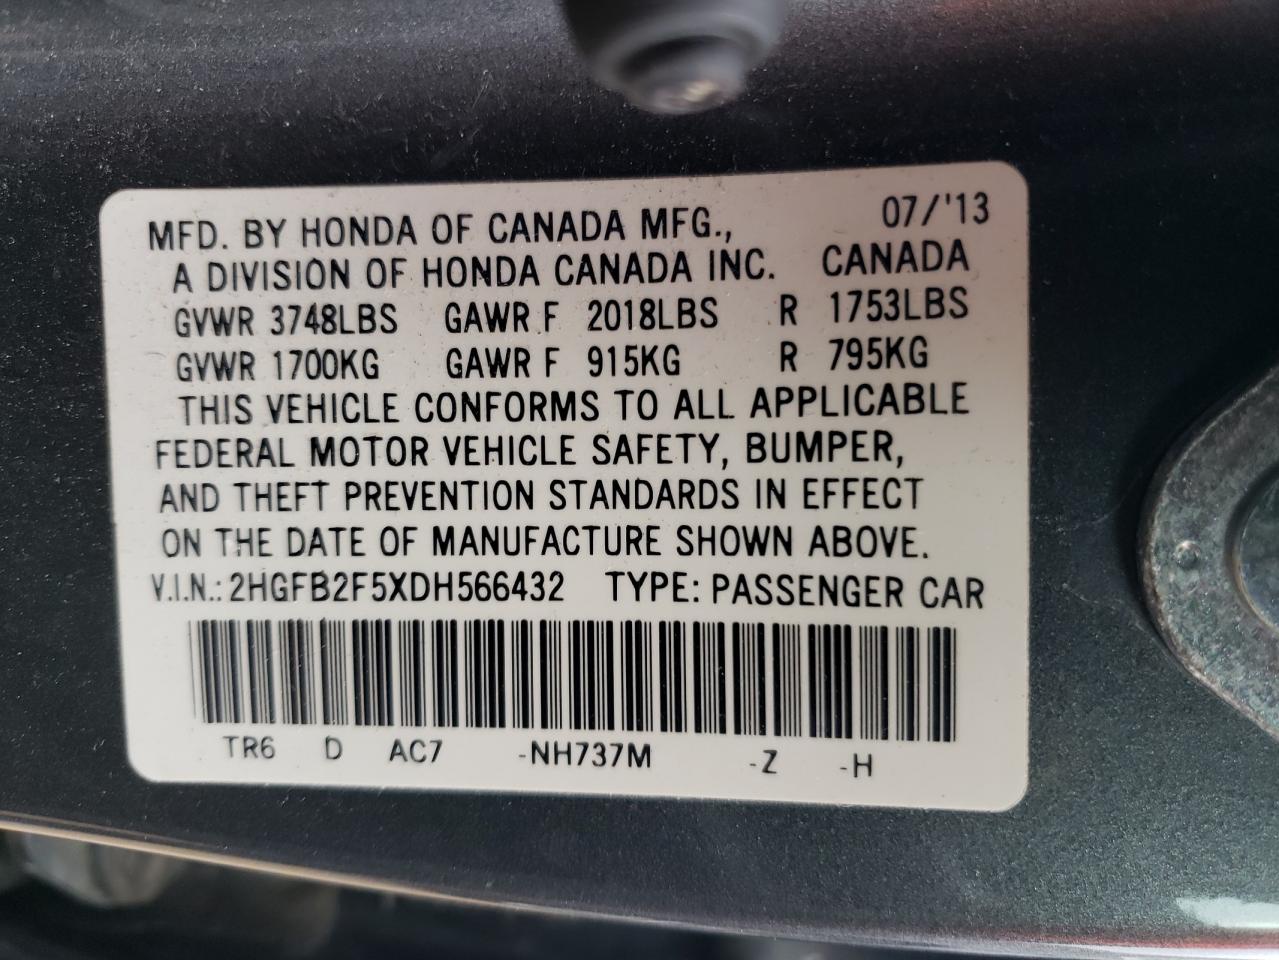 MFD. BY HONDA OF CANADA MFG., 07/'13
A DIVISION OF HONDA CANADA INC. CANADA
GVWR 3748LBS GAWR F 2018LBS R 1753LBS
GVWR 1700KG GAWR F 915KG R 795KG
THIS VEHICLE CONFORMS TO ALL APPLICABLE
FEDERAL MOTOR VEHICLE SAFETY, BUMPER,
AND THEFT PREVENTION STANDARDS IN EFFECT
ON THE DATE OF MANUFACTURE SHOWN ABOVE.
V.I.N.: 2HGFB2F5XDH566432 TYPE: PASSENGER CAR
TR6 D AC7 -NH737M -Z -H